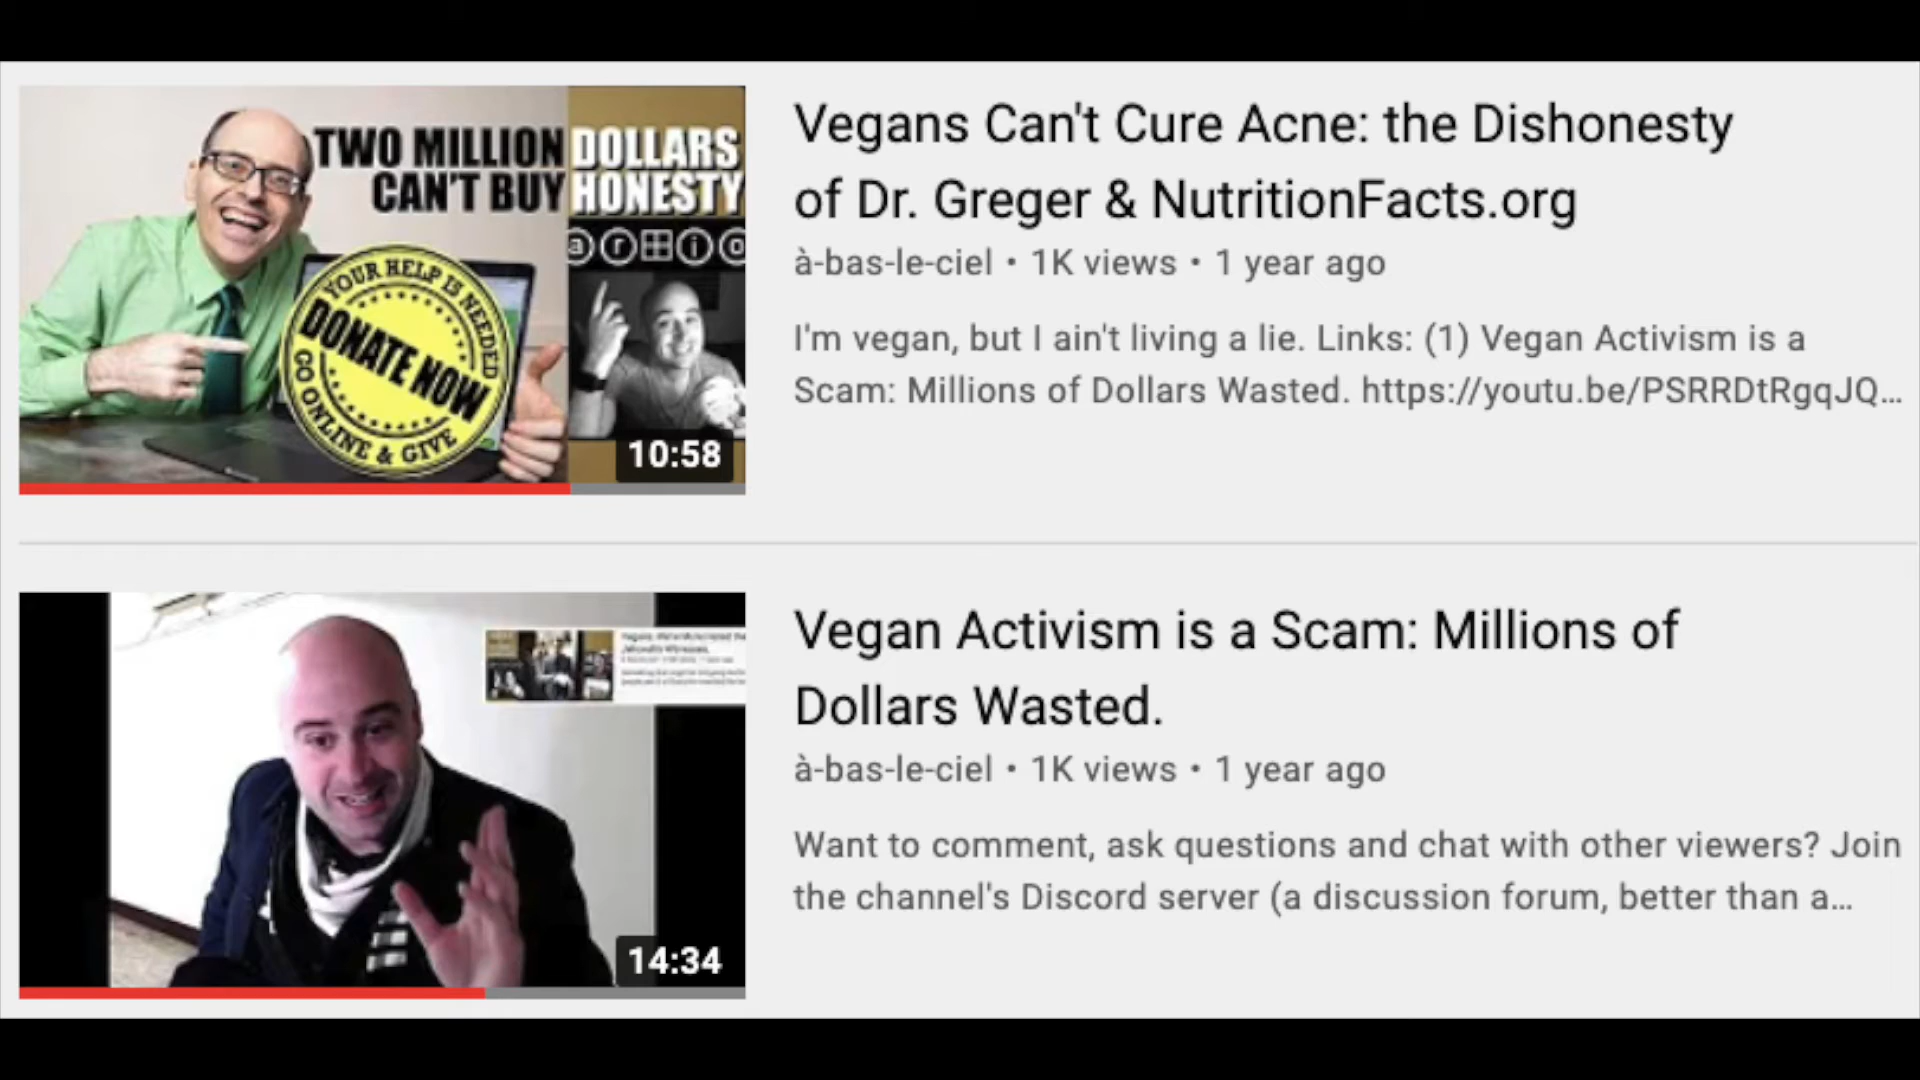 TWO MILLION DOLLARS
CAN'T BUY HONESTY
YOUR HELP IS NEEDED
DONATE NOW
GO ONLINE & GIVE
10:58
Vegans Can't Cure Acne: the Dishonesty
of Dr. Greger & NutritionFacts.org
à-bas-le-ciel • 1K views • 1 year ago
I'm vegan, but I ain't living a lie. Links: (1) Vegan Activism is a
Scam: Millions of Dollars Wasted. https://youtu.be/PSRRDtRgqJQ...
14:34
Vegan Activism is a Scam: Millions of
Dollars Wasted.
à-bas-le-ciel • 1K views • 1 year ago
Want to comment, ask questions and chat with other viewers? Join
the channel's Discord server (a discussion forum, better than a...